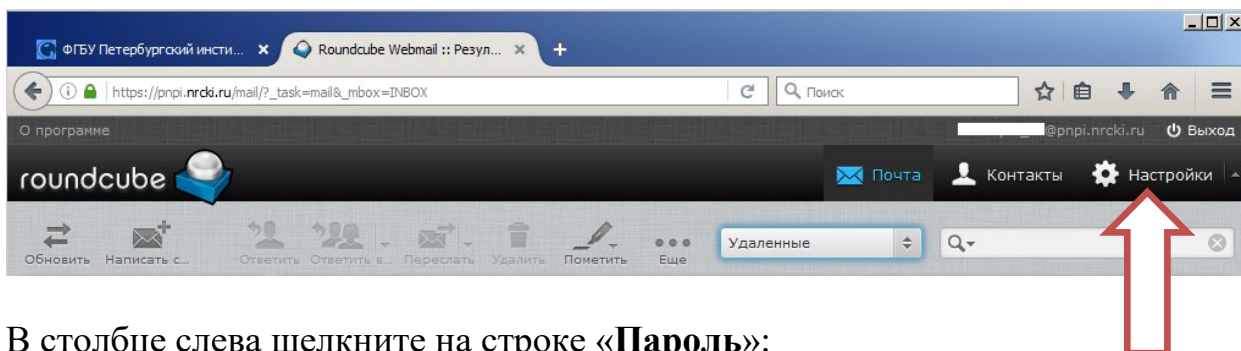 ФГБУ Петербургский инсти... Roundcube Webmail :: Резул...
https://pnpi.nrcki.ru/mail/?_task=mail&_mbox=INBOX Поиск
О программе @pnpi.nrcki.ru Выход
roundcube Почта Контакты Настройки
Обновить Написать с... Ответить Ответить в... Переслать Удалить Пометить Еще Удаленные
В столбце слева щелкните на строке «Пароль»: